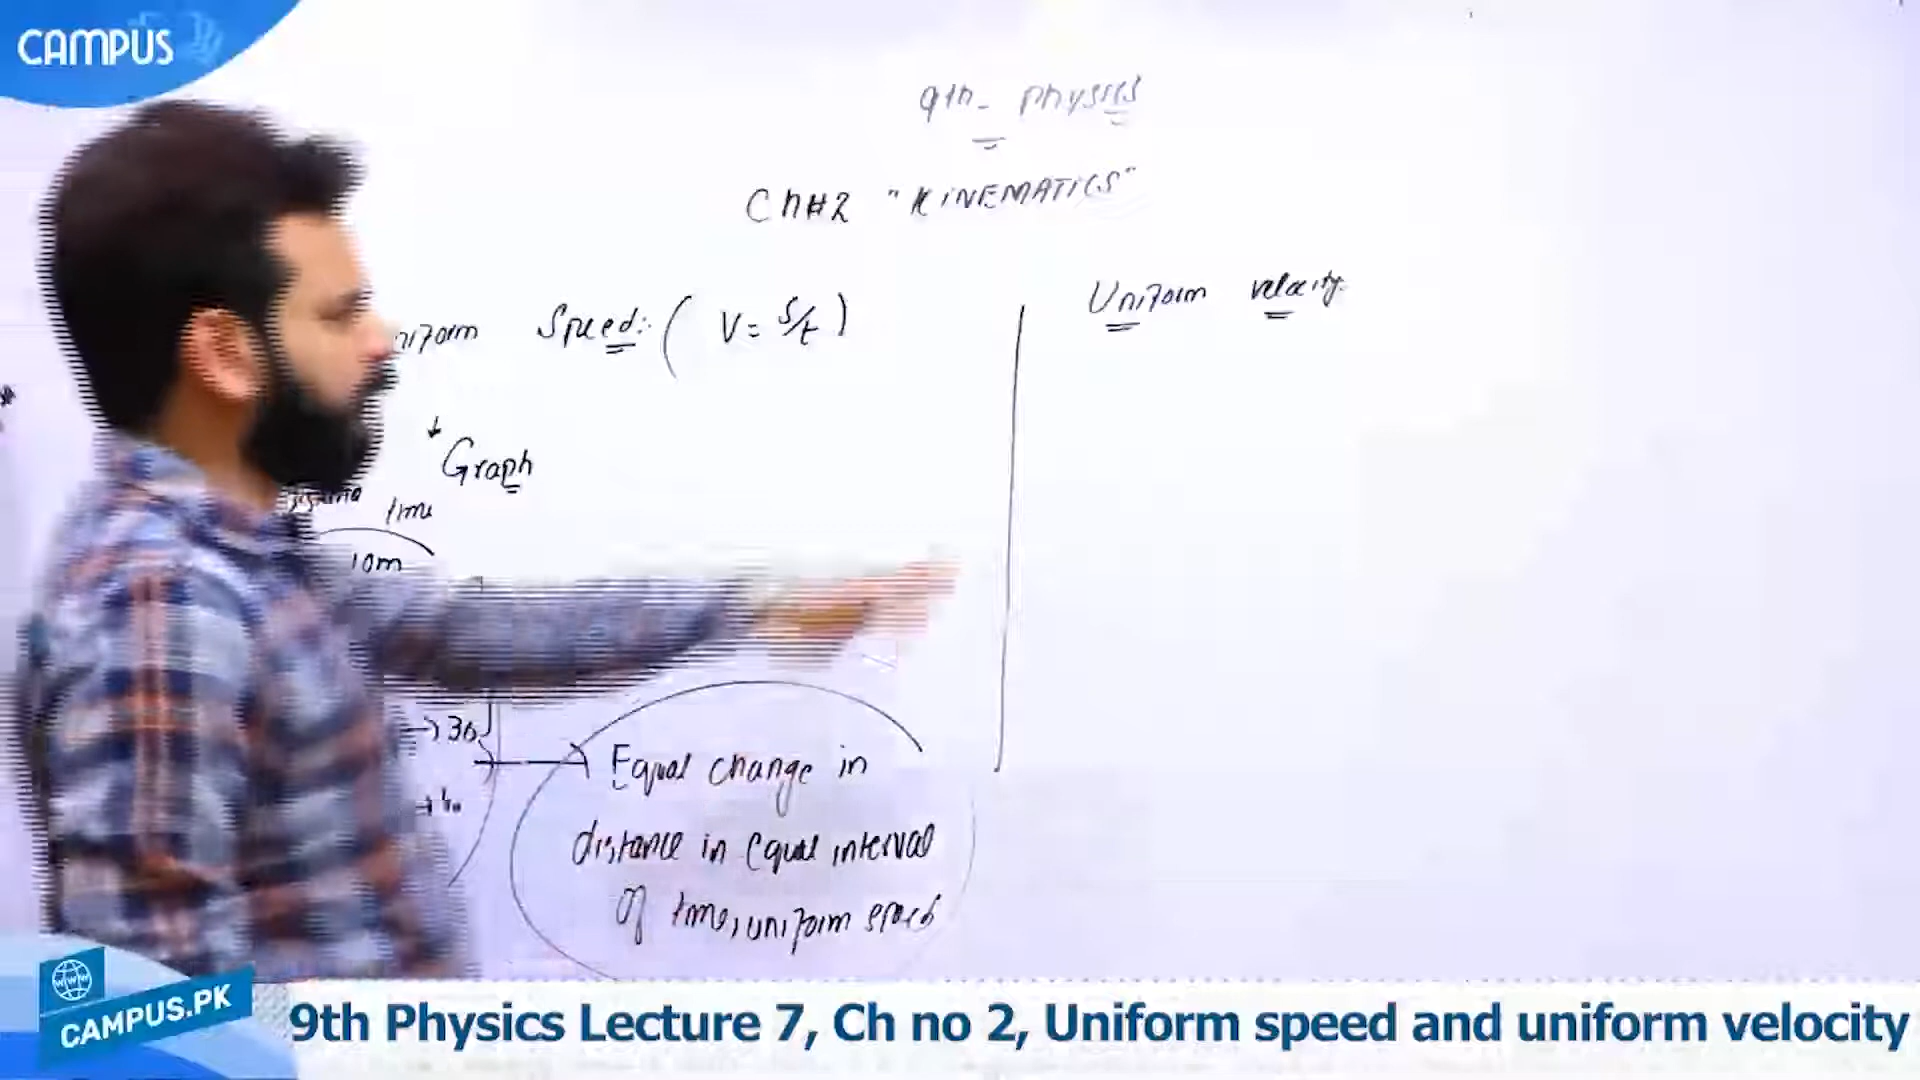 CAMPUS
9th - physics
Ch#2 "KINEMATICS"
niform Speed:- ( V = S/t )
Uniform velocity:
Graph
time
10m
→ 30
Equal change in
distance in equal interval
of time, uniform speed
www
CAMPUS.PK
9th Physics Lecture 7, Ch no 2, Uniform speed and uniform velocity